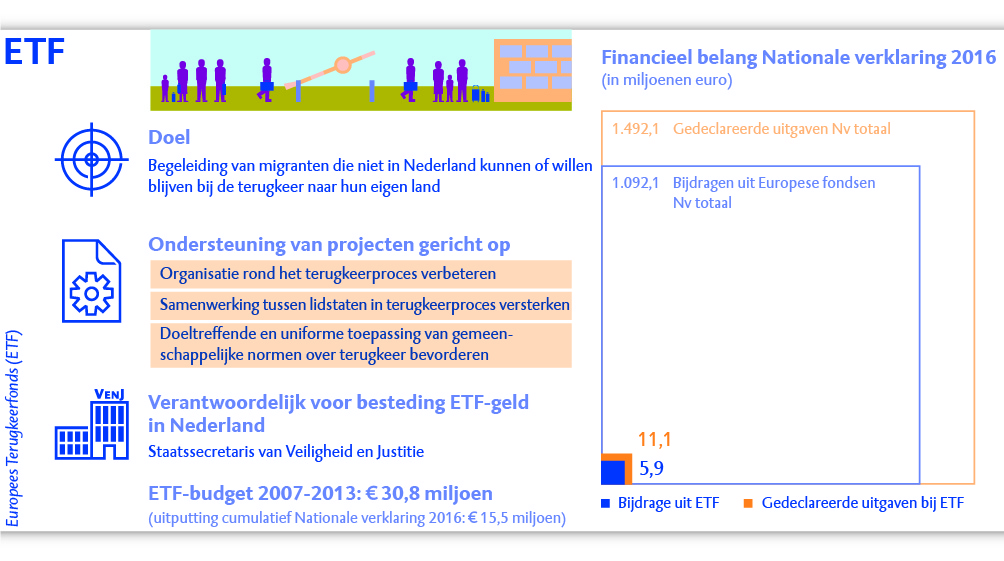 ETF
Doel
Begeleiding van migranten die niet in Nederland kunnen of willen
blijven bij de terugkeer naar hun eigen land
Ondersteuning van projecten gericht op
Organisatie rond het terugkeerproces verbeteren
Samenwerking tussen lidstaten in terugkeerproces versterken
Doeltreffende en uniforme toepassing van gemeen-
schappelijke normen over terugkeer bevorderen
VENJ
Verantwoordelijk voor besteding ETF-geld
in Nederland
Staatssecretaris van Veiligheid en Justitie
ETF-budget 2007-2013: € 30,8 miljoen
(uitputting cumulatief Nationale verklaring 2016: € 15,5 miljoen)
Europees Terugkeerfonds (ETF)
Financieel belang Nationale verklaring 2016
(in miljoenen euro)
1.492,1 Gedeclareerde uitgaven Nv totaal
1.092,1 Bijdragen uit Europese fondsen
Nv totaal
11,1
5,9
Bijdrage uit ETF
Gedeclareerde uitgaven bij ETF